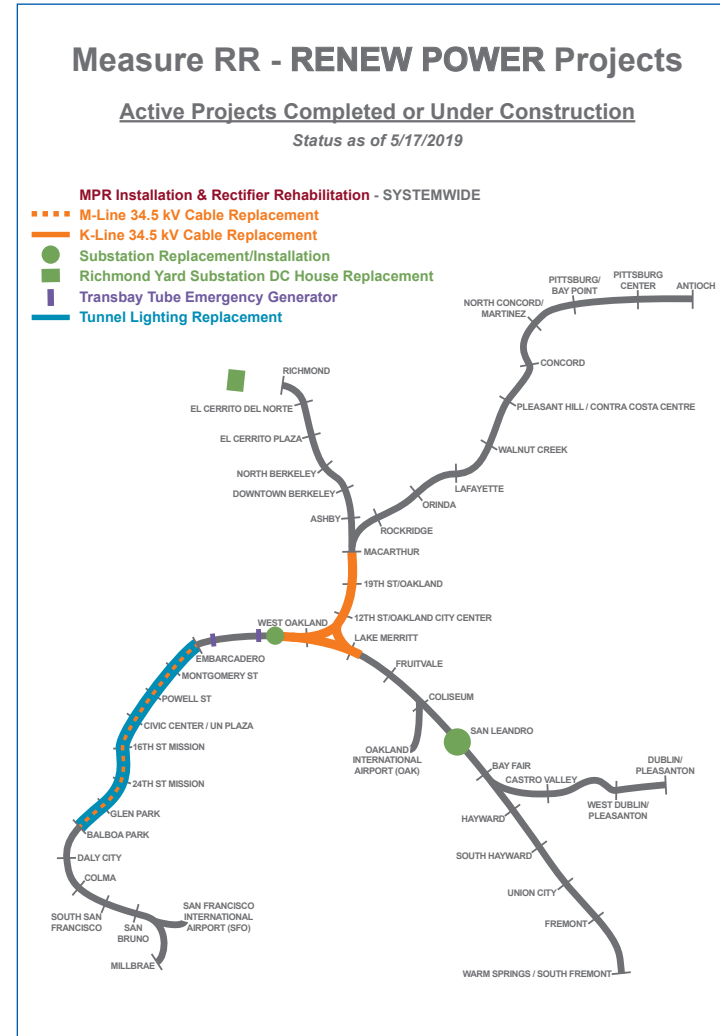 Measure RR - RENEW POWER Projects
Active Projects Completed or Under Construction
Status as of 5/17/2019
MPR Installation & Rectifier Rehabilitation - SYSTEMWIDE
M-Line 34.5 kV Cable Replacement
K-Line 34.5 kV Cable Replacement
Substation Replacement/Installation
Richmond Yard Substation DC House Replacement
Transbay Tube Emergency Generator
Tunnel Lighting Replacement
PITTSBURG/
BAY POINT
PITTSBURG
CENTER
ANTIOCH
NORTH CONCORD/
MARTINEZ
CONCORD
RICHMOND
EL CERRITO DEL NORTE
PLEASANT HILL / CONTRA COSTA CENTRE
EL CERRITO PLAZA
WALNUT CREEK
NORTH BERKELEY
LAFAYETTE
DOWNTOWN BERKELEY
ORINDA
ASHBY
ROCKRIDGE
MACARTHUR
19TH ST/OAKLAND
12TH ST/OAKLAND CITY CENTER
WEST OAKLAND
LAKE MERRITT
EMBARCADERO
FRUITVALE
MONTGOMERY ST
COLISEUM
POWELL ST
CIVIC CENTER / UN PLAZA
SAN LEANDRO
16TH ST MISSION
OAKLAND
INTERNATIONAL
AIRPORT (OAK)
BAY FAIR
CASTRO VALLEY
DUBLIN/
PLEASANTON
24TH ST MISSION
WEST DUBLIN/
PLEASANTON
GLEN PARK
HAYWARD
BALBOA PARK
DALY CITY
SOUTH HAYWARD
COLMA
UNION CITY
SOUTH SAN
FRANCISCO
SAN
BRUNO
SAN FRANCISCO
INTERNATIONAL
AIRPORT (SFO)
FREMONT
MILLBRAE
WARM SPRINGS / SOUTH FREMONT